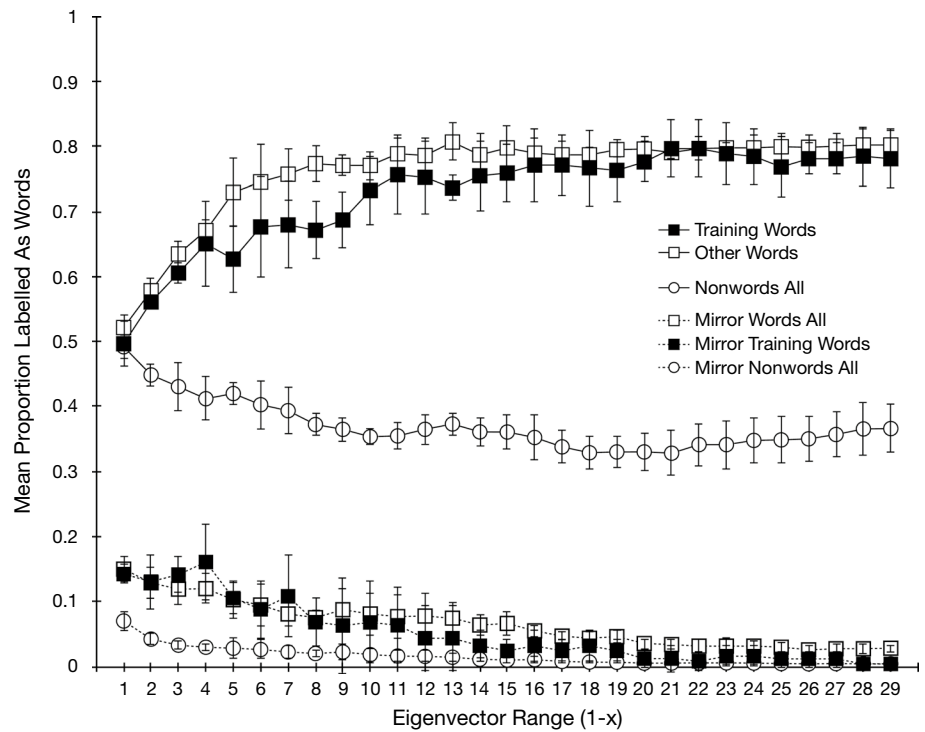 1
0.9
0.8
0.7
0.6
0.5
0.4
0.3
0.2
0.1
0
Mean Proportion Labelled As Words
Training Words
Other Words
Nonwords All
Mirror Words All
Mirror Training Words
Mirror Nonwords All
1 2 3 4 5 6 7 8 9 10 11 12 13 14 15 16 17 18 19 20 21 22 23 24 25 26 27 28 29
Eigenvector Range (1-x)